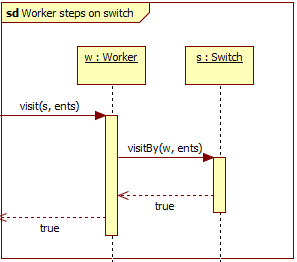 sd Worker steps on switch
w : Worker
s : Switch
visit(s, ents)
visitBy(w, ents)
true
true